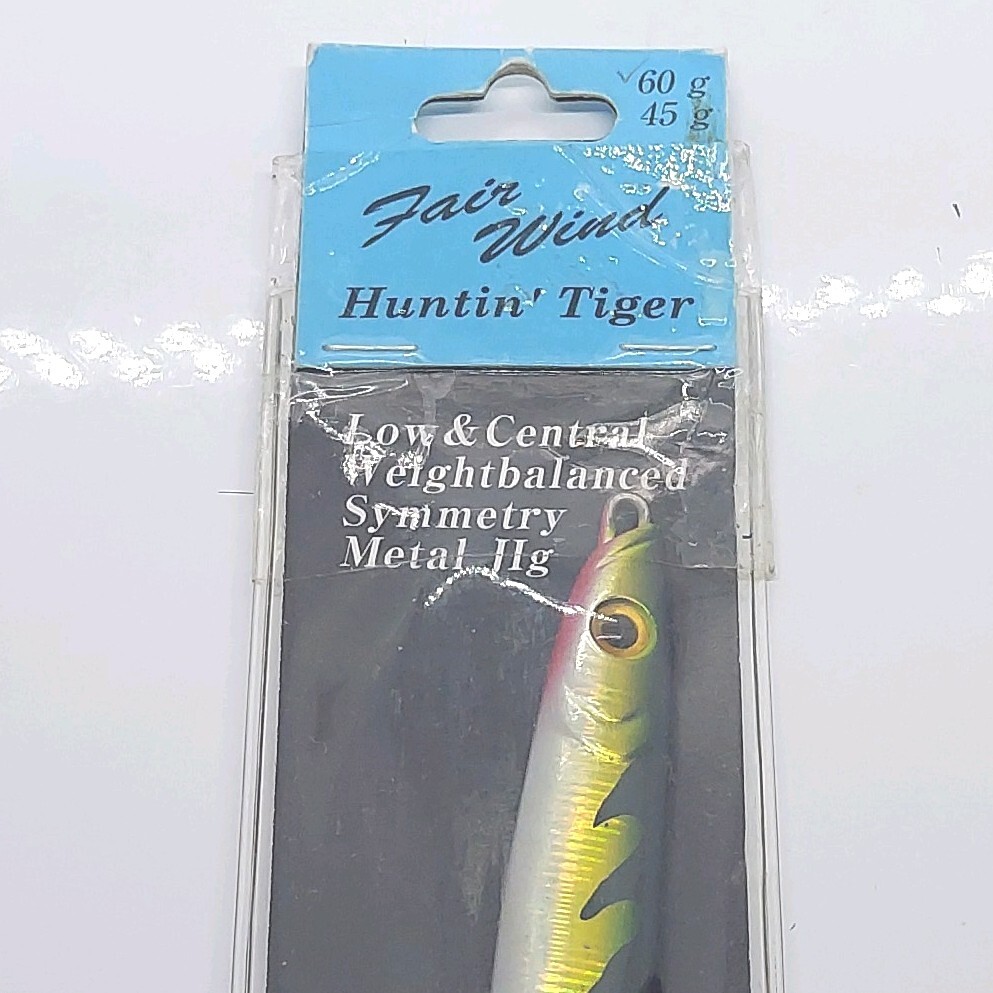 ✓60 g
45 g
Fair
Wind
Huntin' Tiger
Low & Central
Weightbalanced
Symmetry
Metal JIg